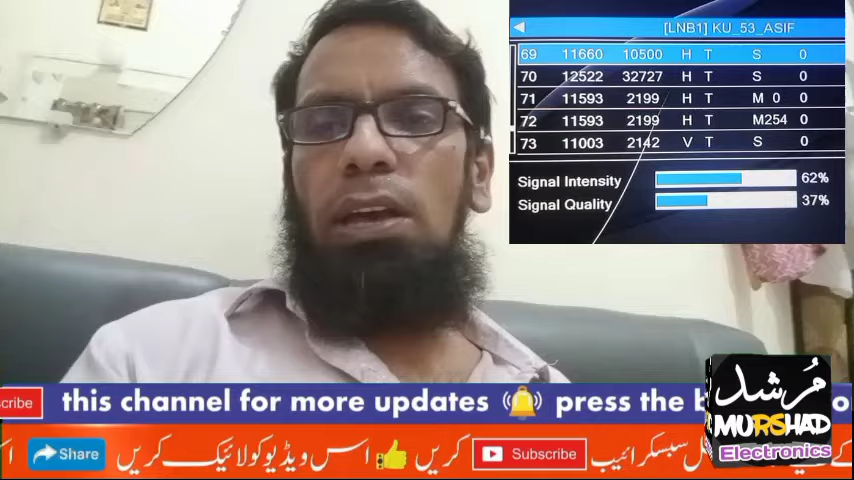 [LNB1] KU_53_ASIF
69 11660 10500 H T S 0
70 12522 32727 H T S 0
71 11593 2199 H T M 0 0
72 11593 2199 H T M254 0
73 11003 2142 V T S 0
Signal Intensity 62%
Signal Quality 37%
this channel for more updates press the
مُرشد
MURSHAD
Electronics
Share اس ویڈیو کو لائیک کریں کریں Subscribe سبسکرائیب کے